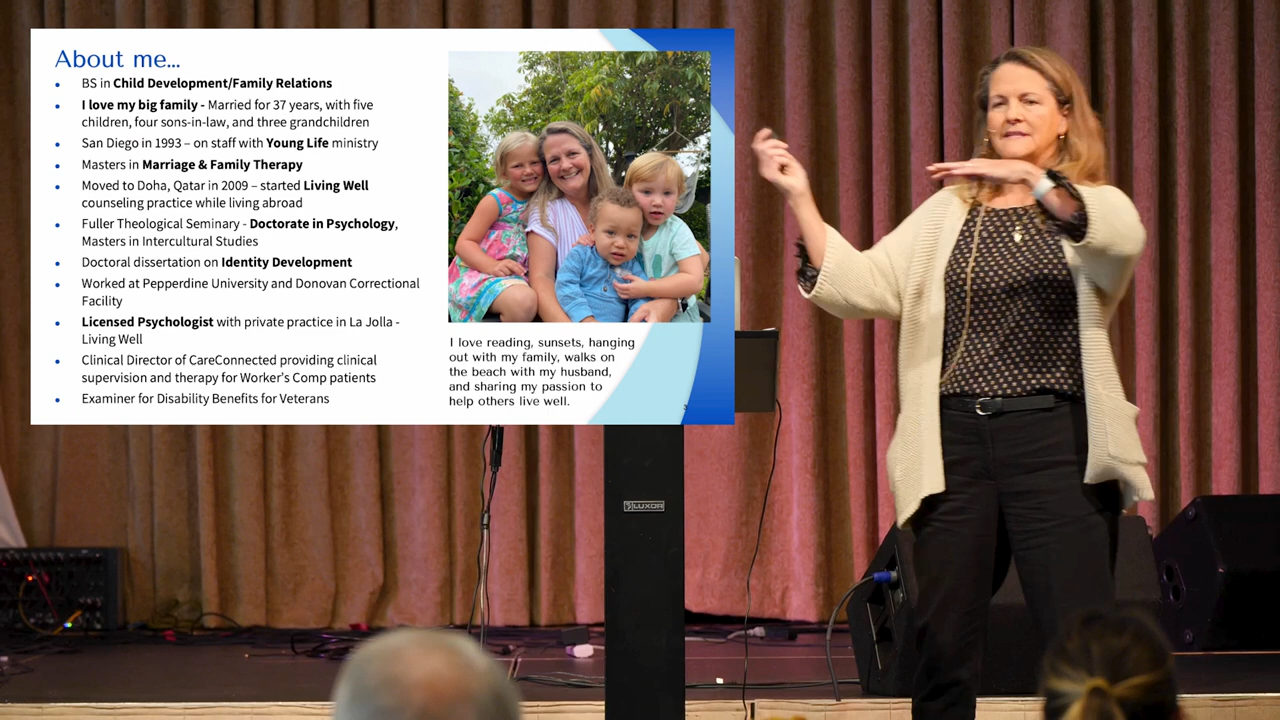 About me...
• BS in Child Development/Family Relations
• I love my big family - Married for 37 years, with five
children, four sons-in-law, and three grandchildren
• San Diego in 1993 – on staff with Young Life ministry
• Masters in Marriage & Family Therapy
• Moved to Doha, Qatar in 2009 – started Living Well
counseling practice while living abroad
• Fuller Theological Seminary - Doctorate in Psychology,
Masters in Intercultural Studies
• Doctoral dissertation on Identity Development
• Worked at Pepperdine University and Donovan Correctional
Facility
• Licensed Psychologist with private practice in La Jolla -
Living Well
• Clinical Director of CareConnected providing clinical
supervision and therapy for Worker's Comp patients
• Examiner for Disability Benefits for Veterans
I love reading, sunsets, hanging
out with my family, walks on
the beach with my husband,
and sharing my passion to
help others live well.
3
LUXOR